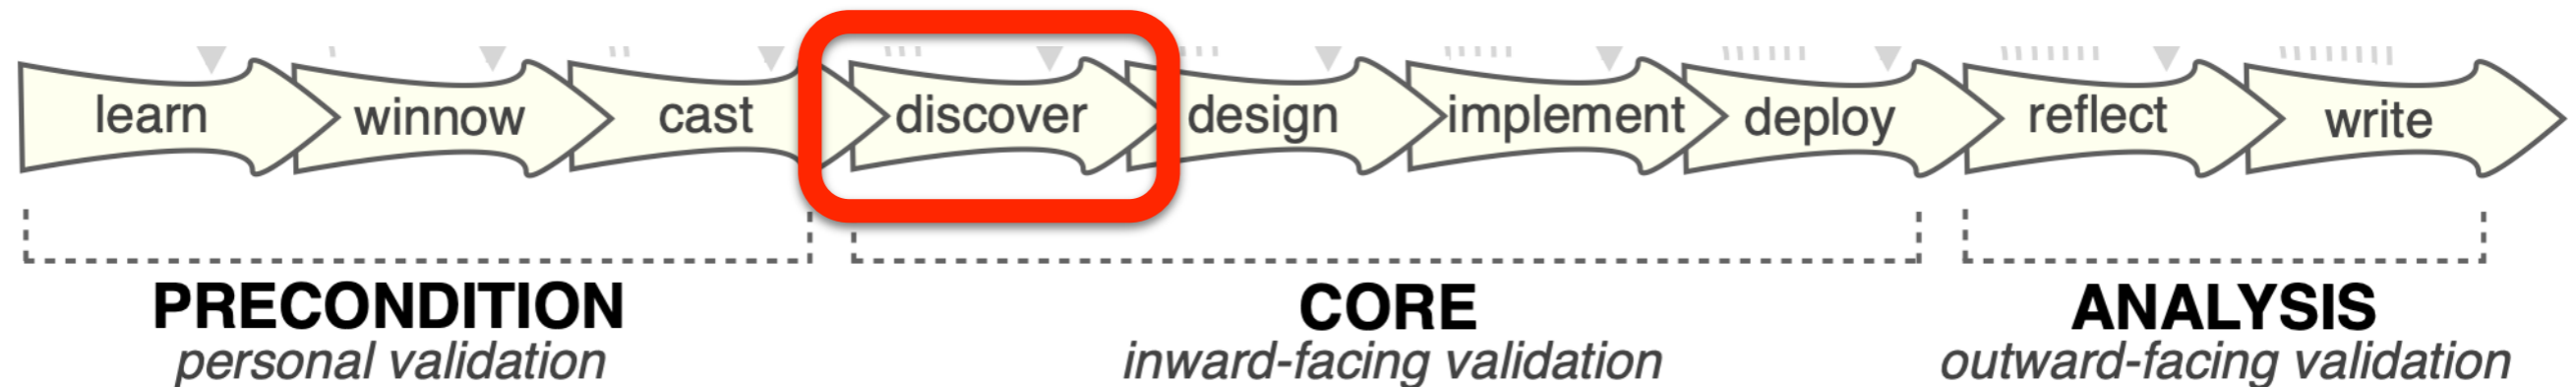 learn winnow cast discover design implement deploy reflect write
PRECONDITION CORE ANALYSIS
personal validation inward-facing validation outward-facing validation